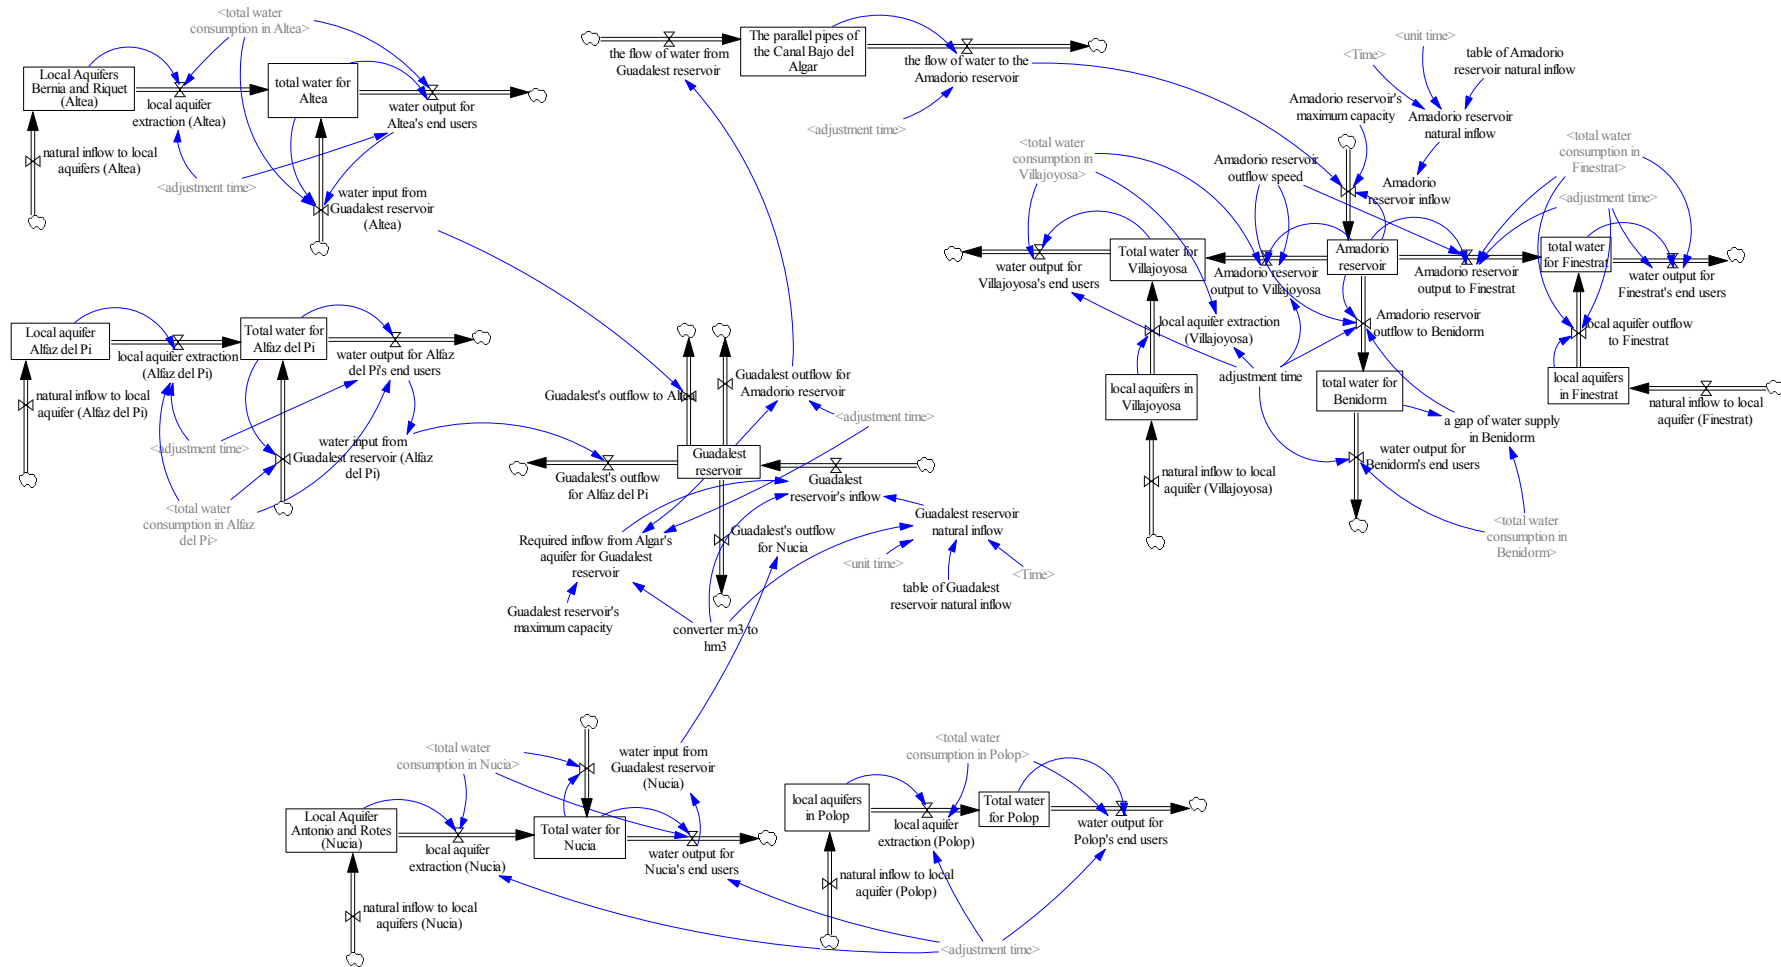 <total water
consumption in Altea>
Local Aquifers
Bernia and Riquet
(Altea)
total water for
Altea
local aquifer
extraction (Altea)
water output for
Altea's end users
natural inflow to local
aquifers (Altea)
<adjustment time>
water input from
Guadalest reservoir
(Altea)
the flow of water from
Guadalest reservoir
The parallel pipes of
the Canal Bajo del
Algar
the flow of water to the
Amadorio reservoir
<adjustment time>
<unit time>
<Time>
table of Amadorio
reservoir natural inflow
Amadorio reservoir's
maximum capacity
Amadorio reservoir
natural inflow
<total water
consumption in
Villajoyosa>
Amadorio reservoir
outflow speed
Amadorio
reservoir inflow
<total water
consumption in
Finestrat>
<adjustment time>
Total water for
Villajoyosa
Amadorio
reservoir
total water
for Finestrat
water output for
Villajoyosa's end users
Amadorio reservoir
output to Villajoyosa
Amadorio reservoir
output to Finestrat
water output for
Finestrat's end users
local aquifer extraction
(Villajoyosa)
Amadorio reservoir
outflow to Benidorm
local aquifer outflow
to Finestrat
local aquifers in
Villajoyosa
adjustment time
total water for
Benidorm
local aquifers
in Finestrat
natural inflow to local
aquifer (Finestrat)
a gap of water supply
in Benidorm
water output for
Benidorm's end users
natural inflow to local
aquifer (Villajoyosa)
<total water
consumption in
Benidorm>
Local aquifer
Alfaz del Pi
Total water for
Alfaz del Pi
local aquifer extraction
(Alfaz del Pi)
water output for Alfaz
del Pi's end users
natural inflow to local
aquifer (Alfaz del Pi)
<adjustment time>
water input from
Guadalest reservoir (Alfaz
del Pi)
<total water
consumption in Alfaz
del Pi>
Guadalest's outflow to Altea
Guadalest outflow for
Amadorio reservoir
<adjustment time>
Guadalest
reservoir
Guadalest's outflow
for Alfaz del Pi
Guadalest
reservoir's inflow
Guadalest reservoir
natural inflow
Required inflow from Algar's
aquifer for Guadalest
reservoir
Guadalest's outflow
for Nucia
<unit time>
<Time>
table of Guadalest
reservoir natural inflow
Guadalest reservoir's
maximum capacity
converter m3 to
hm3
<total water
consumption in Nucia>
water input from
Guadalest reservoir
(Nucia)
Local Aquifer
Antonio and Rotes
(Nucia)
Total water for
Nucia
local aquifer
extraction (Nucia)
water output for
Nucia's end users
natural inflow to local
aquifers (Nucia)
<total water
consumption in Polop>
local aquifers
in Polop
Total water
for Polop
local aquifer
extraction (Polop)
water output for
Polop's end users
natural inflow to local
aquifer (Polop)
<adjustment time>